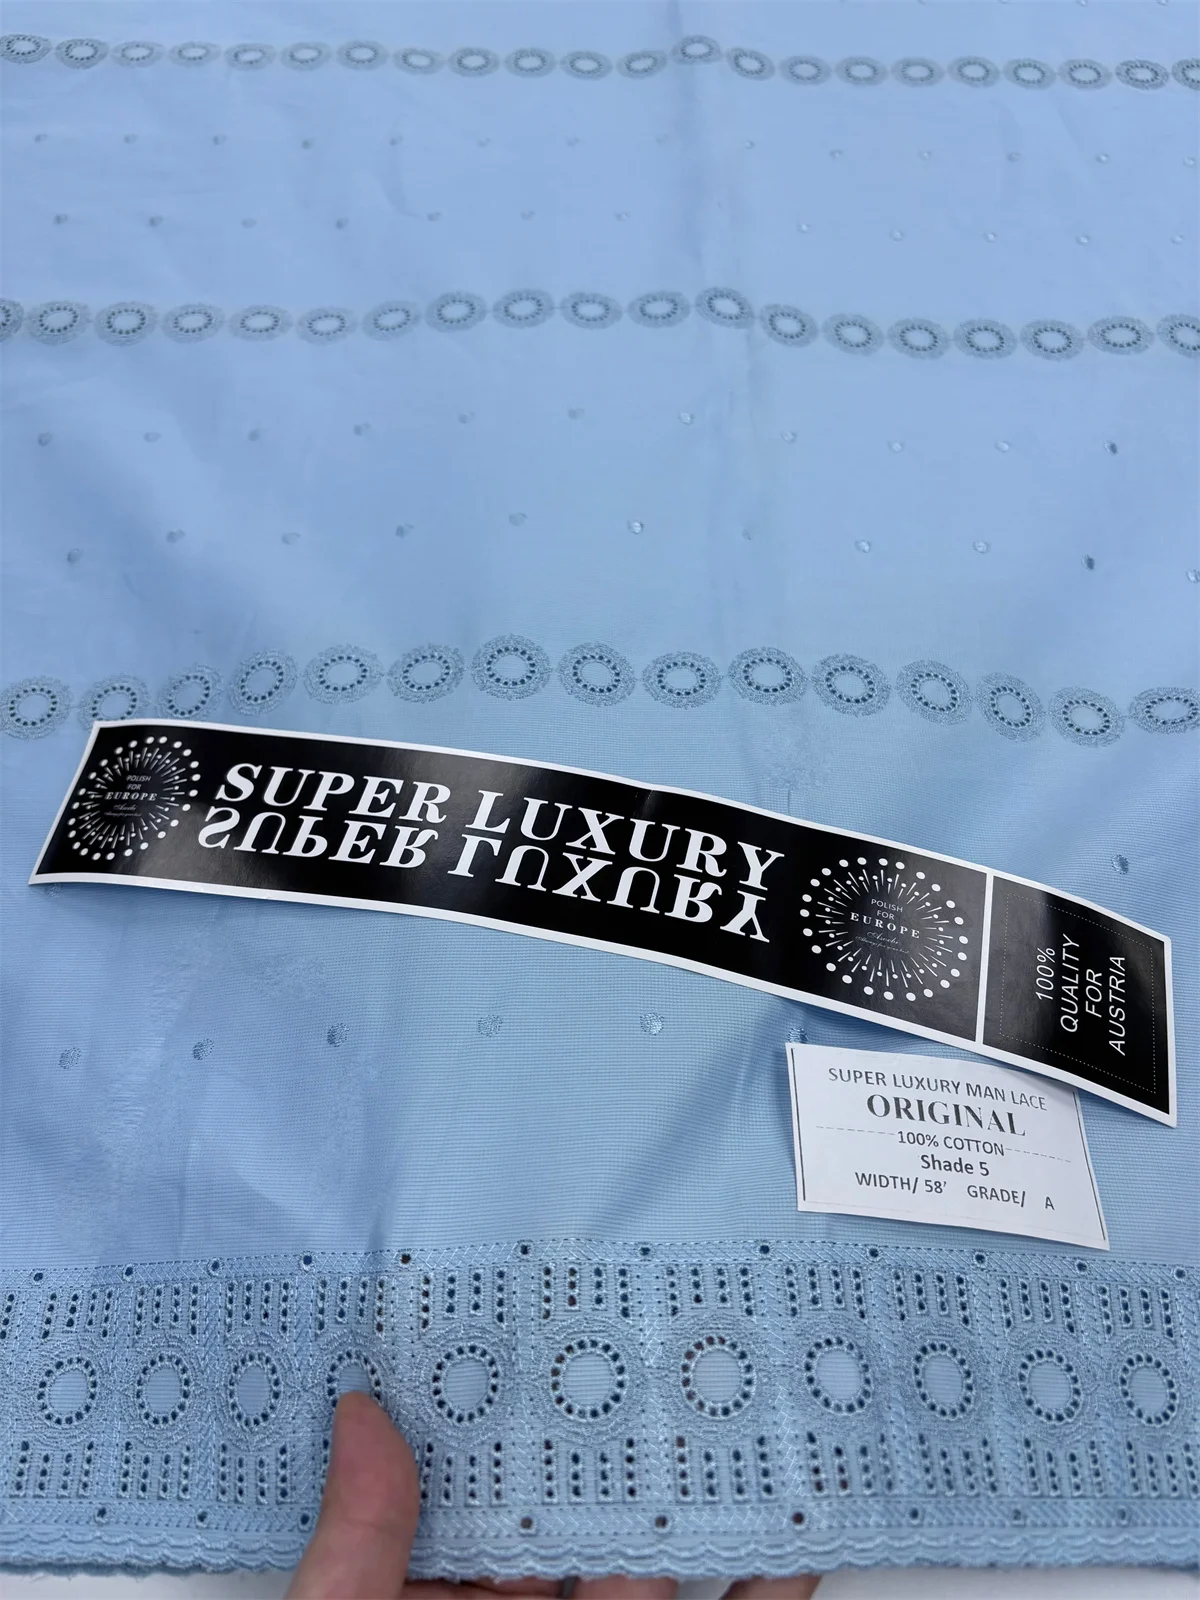 POLISH
FOR
EUROPE
SUPER LUXURY
SUPER LUXURY
POLISH
FOR
EUROPE
100%
QUALITY
FOR
AUSTRIA
SUPER LUXURY MAN LACE
ORIGINAL
100% COTTON
Shade 5
WIDTH/ 58' GRADE/ A